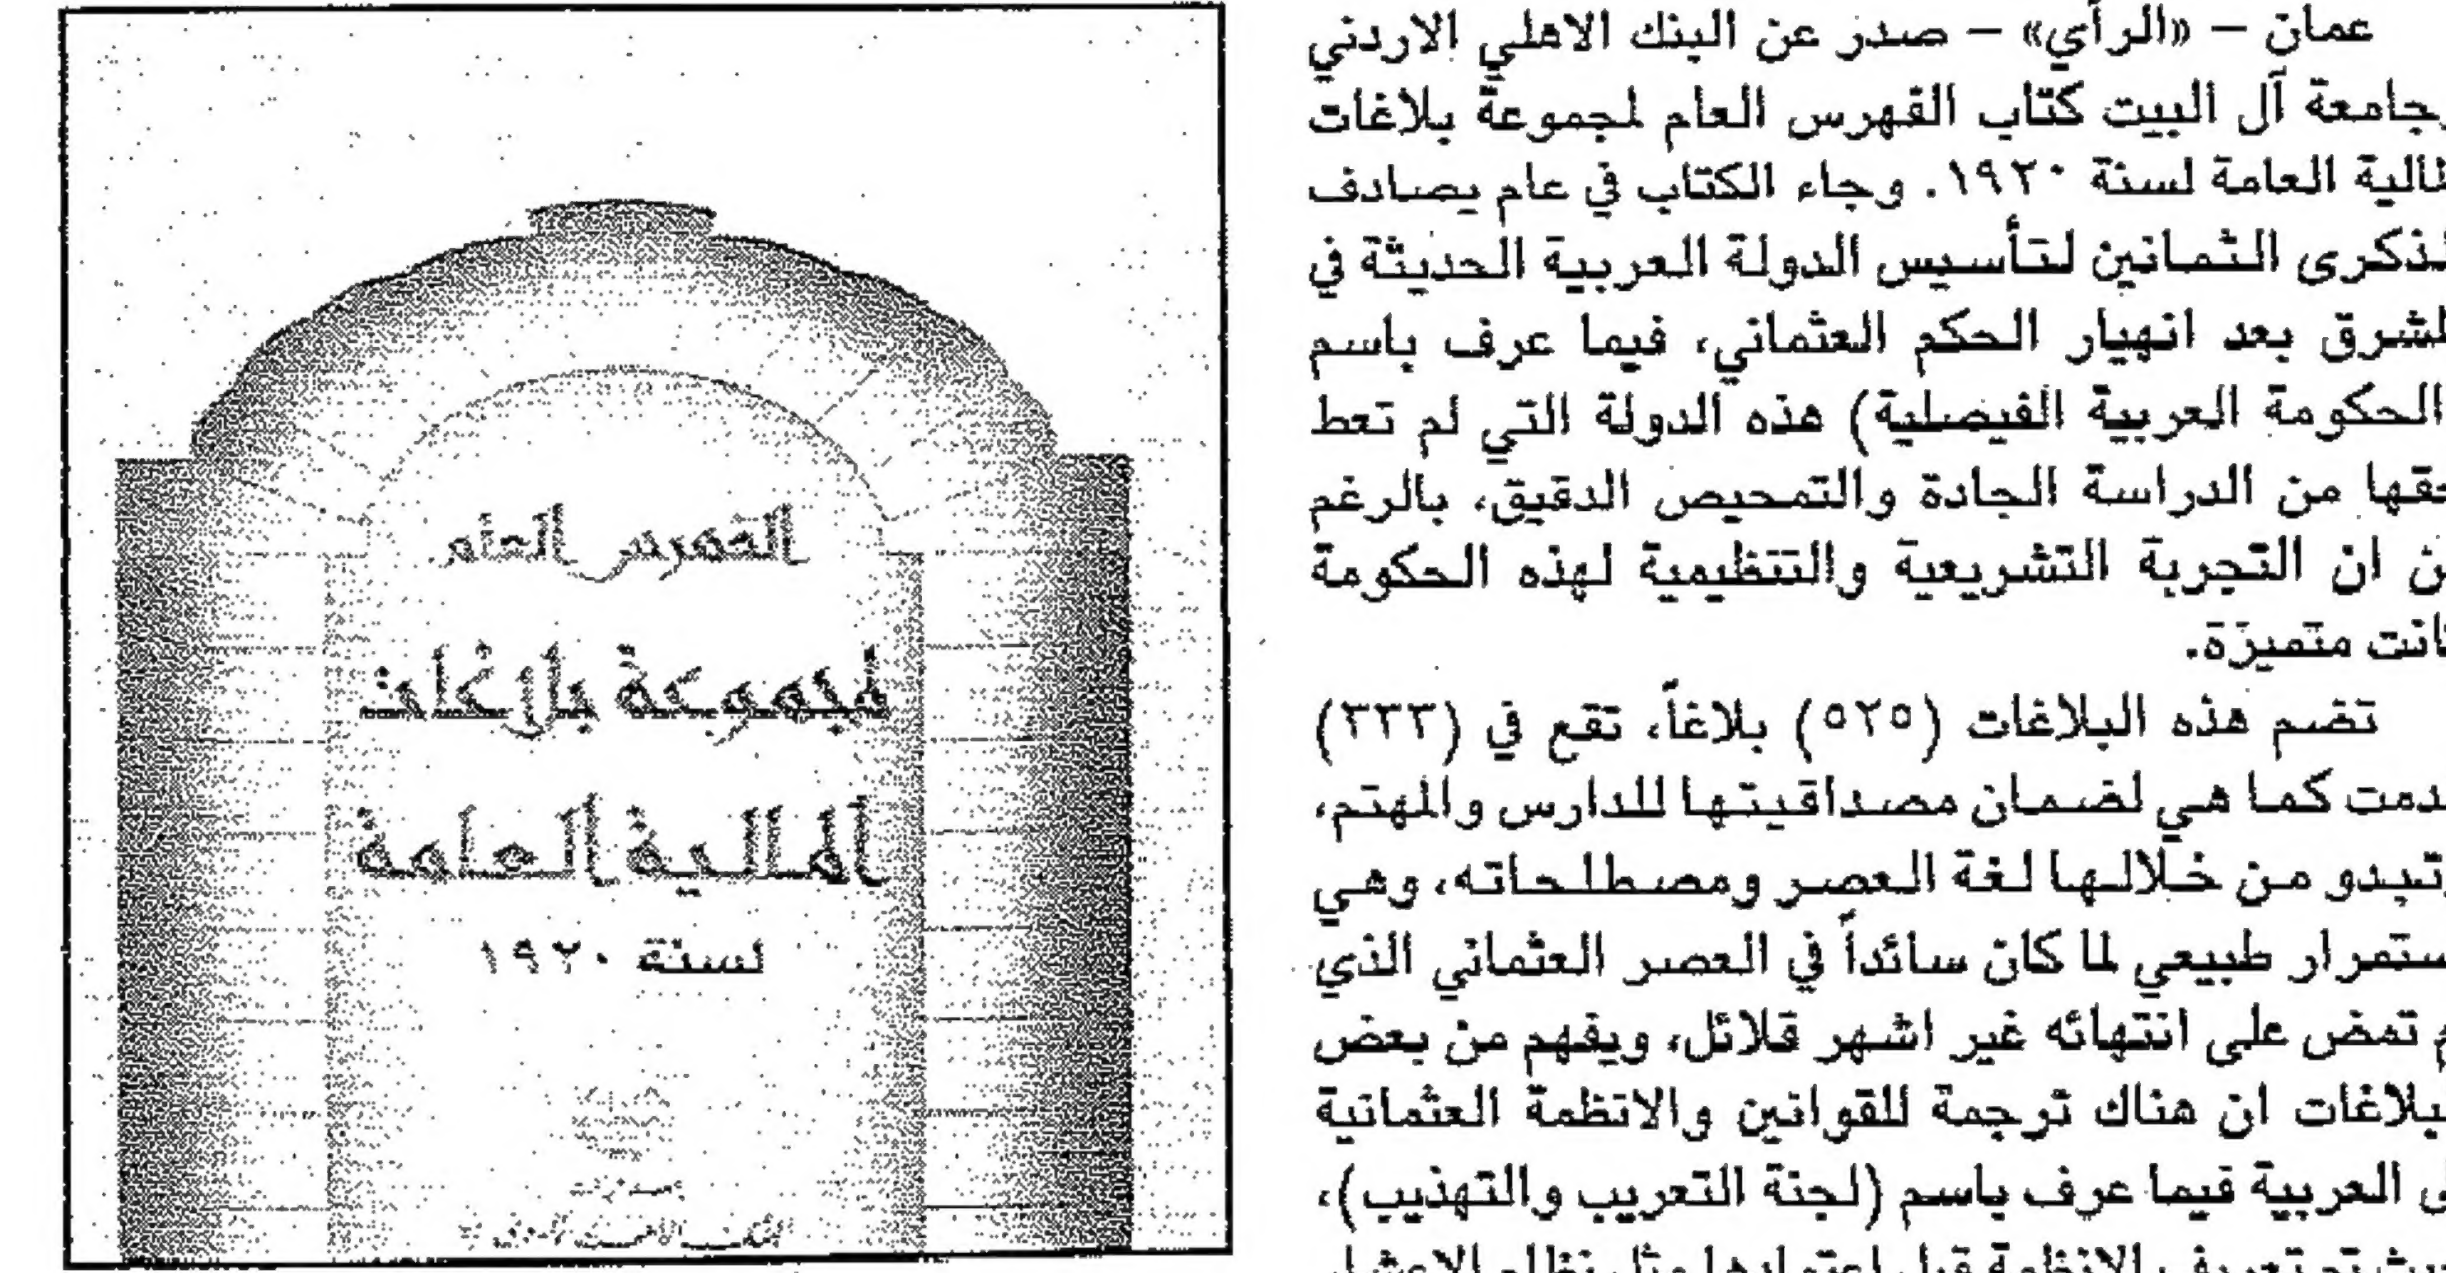 عمان – «الرأي» – صدر عن البنك الاهلي الاردني
وجامعة آل البيت كتاب الفهرس العام لمجموعة بلاغات
المالية العامة لسنة ١٩٢٠. وجاء الكتاب في عام يصادف
الذكرى الثمانين لتأسيس الدولة العربية الحديثة في
المشرق بعد انهيار الحكم العثماني، فيما عرف باسم
(الحكومة العربية الفيصلية) هذه الدولة التي لم تعط
حقها من الدراسة الجادة والتمحيص الدقيق، بالرغم
من ان التجربة التشريعية والتنظيمية لهذه الحكومة
كانت متميزة.
تضم هذه البلاغات (٥٢٥) بلاغاً، تقع في (٢٣٣)
قدمت كما هي لضمان مصداقيتها للدارس والمهتم،
وتبدو من خلالها لغة العصر ومصطلحاته، وهي
استمرار طبيعي لما كان سائداً في العصر العثماني الذي
لم تمض على انتهائه غير اشهر قلائل، ويفهم من بعض
البلاغات ان هناك ترجمة للقوانين والانظمة العثمانية
الى العربية فيما عرف باسم (لجنة التعريب والتهذيب)،
الفهرس العام
لمجموعة بلاغات
المالية العامة
لسنة ١٩٢٠